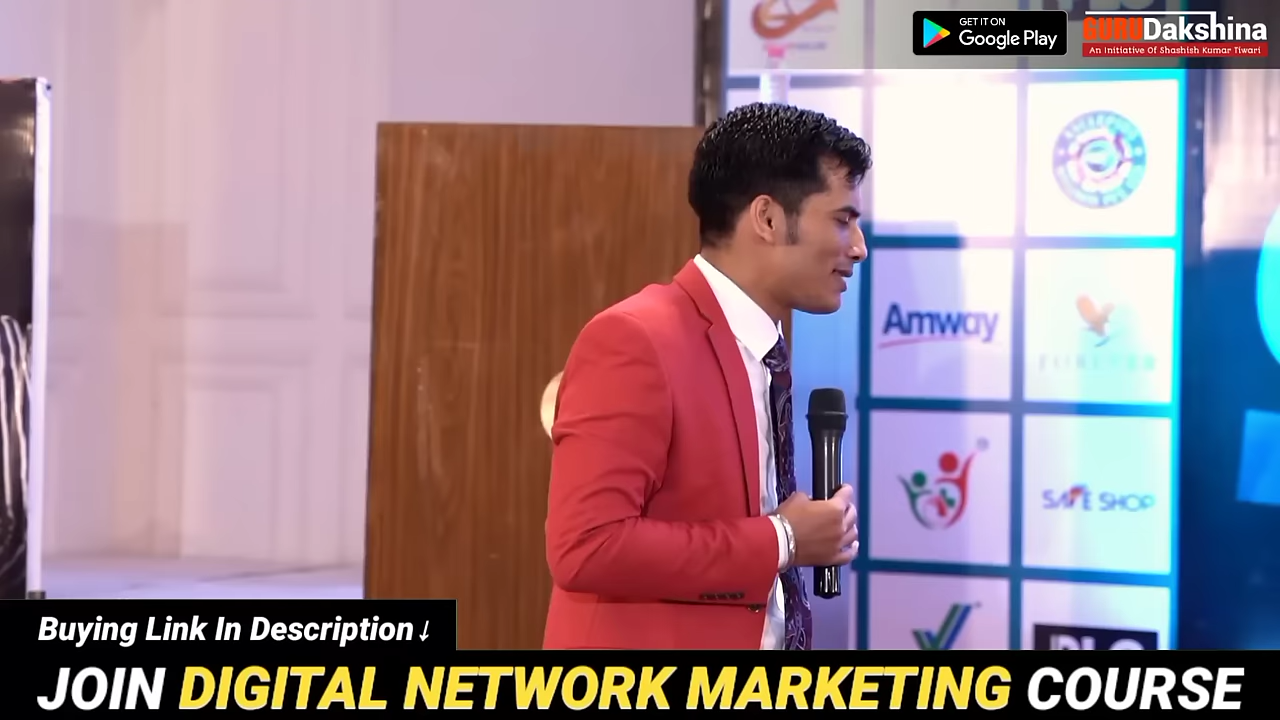 GET IT ON
Google Play
GURUDakshina
An Initiative Of Shashish Kumar Tiwari
Amway
SAFE SHOP
Buying Link In Description↓
JOIN DIGITAL NETWORK MARKETING COURSE